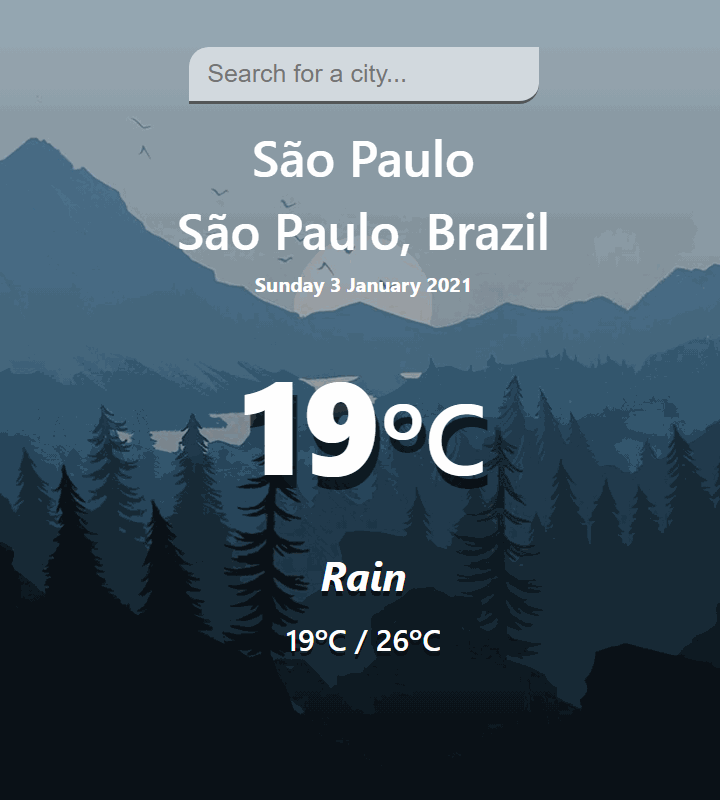 Search for a city...
São Paulo
São Paulo, Brazil
Sunday 3 January 2021
19°C
Rain
19°C / 26°C